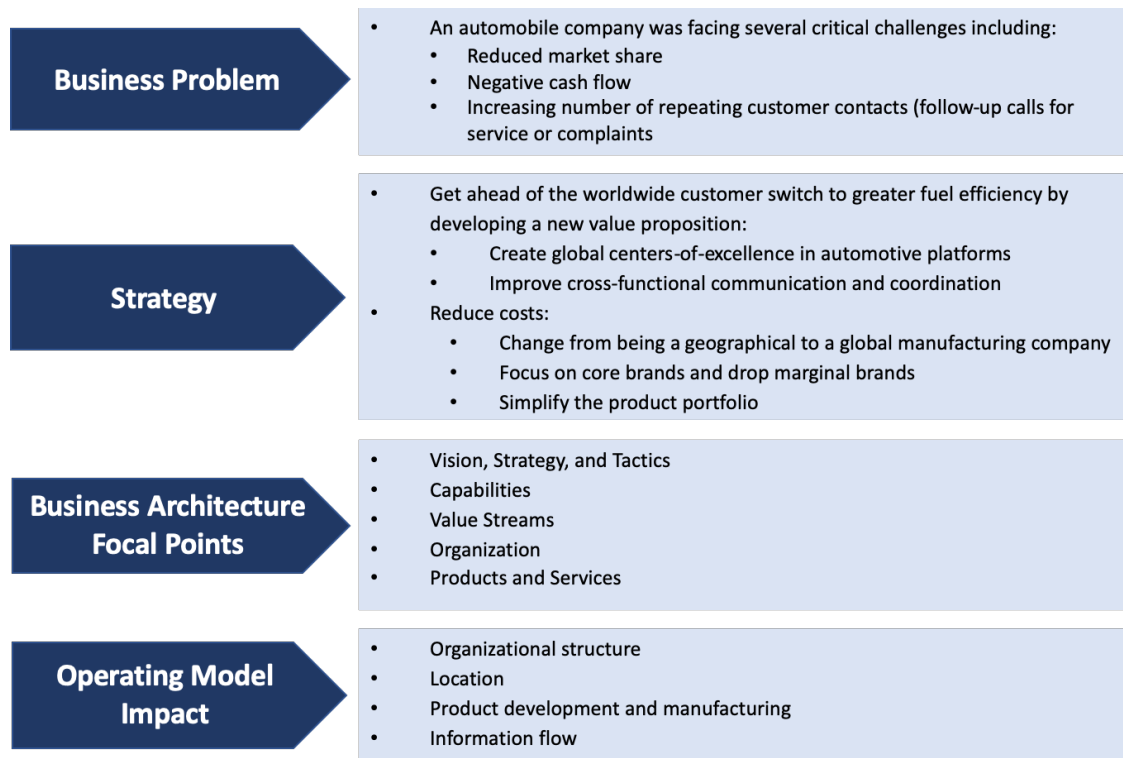 Business Problem
• An automobile company was facing several critical challenges including:
• Reduced market share
• Negative cash flow
• Increasing number of repeating customer contacts (follow-up calls for
service or complaints
Strategy
• Get ahead of the worldwide customer switch to greater fuel efficiency by
developing a new value proposition:
• Create global centers-of-excellence in automotive platforms
• Improve cross-functional communication and coordination
• Reduce costs:
• Change from being a geographical to a global manufacturing company
• Focus on core brands and drop marginal brands
• Simplify the product portfolio
Business Architecture
Focal Points
• Vision, Strategy, and Tactics
• Capabilities
• Value Streams
• Organization
• Products and Services
Operating Model
Impact
• Organizational structure
• Location
• Product development and manufacturing
• Information flow